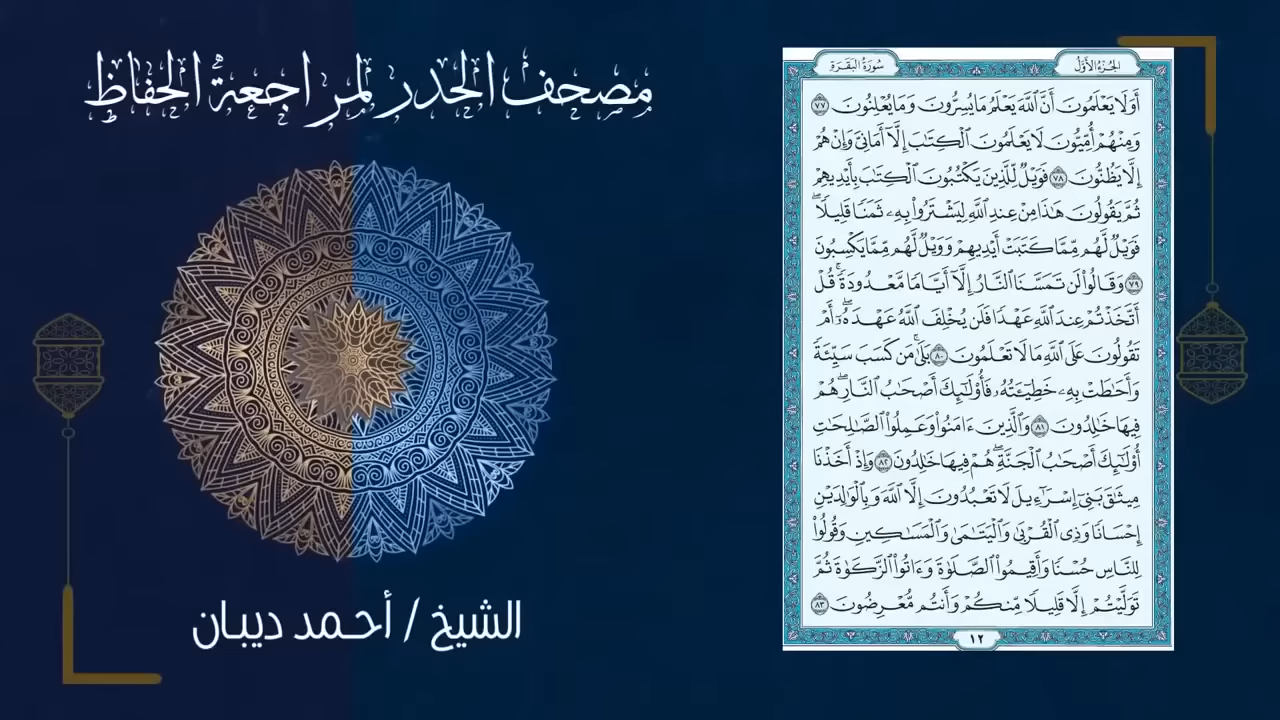 مصحف الحدر لمراجعة الحفاظ
الشيخ / أحمد ديبان
الجزء الأول
سورة البقرة
أَوَلَا يَعْلَمُونَ أَنَّ ٱللَّهَ يَعْلَمُ مَا يُسِرُّونَ وَمَا يُعْلِنُونَ ٧٧
وَمِنْهُمْ أُمِّيُّونَ لَا يَعْلَمُونَ ٱلْكِتَٰبَ إِلَّآ أَمَانِىَّ وَإِنْ هُمْ
إِلَّا يَظُنُّونَ ٧٨ فَوَيْلٌ لِّلَّذِينَ يَكْتُبُونَ ٱلْكِتَٰبَ بِأَيْدِيهِمْ
ثُمَّ يَقُولُونَ هَٰذَا مِنْ عِندِ ٱللَّهِ لِيَشْتَرُوا۟ بِهِۦ ثَمَنًا قَلِيلًا ۖ
فَوَيْلٌ لَّهُم مِّمَّا كَتَبَتْ أَيْدِيهِمْ وَوَيْلٌ لَّهُم مِّمَّا يَكْسِبُونَ
٧٩ وَقَالُوا۟ لَن تَمَسَّنَا ٱلنَّارُ إِلَّآ أَيَّامًا مَّعْدُودَةً ۚ قُلْ
أَتَّخَذْتُمْ عِندَ ٱللَّهِ عَهْدًا فَلَن يُخْلِفَ ٱللَّهُ عَهْدَهُۥٓ ۖ أَمْ
تَقُولُونَ عَلَى ٱللَّهِ مَا لَا تَعْلَمُونَ ٨٠ بَلَىٰ ۚ مَن كَسَبَ سَيِّئَةً
وَأَحَٰطَتْ بِهِۦ خَطِيٓـَٔتُهُۥ فَأُو۟لَٰٓئِكَ أَصْحَٰبُ ٱلنَّارِ ۖ هُمْ
فِيهَا خَٰلِدُونَ ٨١ وَٱلَّذِينَ ءَامَنُوا۟ وَعَمِلُوا۟ ٱلصَّٰلِحَٰتِ
أُو۟لَٰٓئِكَ أَصْحَٰبُ ٱلْجَنَّةِ ۖ هُمْ فِيهَا خَٰلِدُونَ ٨٢ وَإِذْ أَخَذْنَا
مِيثَٰقَ بَنِىٓ إِسْرَٰٓءِيلَ لَا تَعْبُدُونَ إِلَّا ٱللَّهَ وَبِٱلْوَٰلِدَيْنِ
إِحْسَانًا وَذِى ٱلْقُرْبَىٰ وَٱلْيَتَٰمَىٰ وَٱلْمَسَٰكِينِ وَقُولُوا۟
لِلنَّاسِ حُسْنًا وَأَقِيمُوا۟ ٱلصَّلَوٰةَ وَءَاتُوا۟ ٱلزَّكَوٰةَ ثُمَّ
تَوَلَّيْتُمْ إِلَّا قَلِيلًا مِّنكُمْ وَأَنتُم مُّعْرِضُونَ ٨٣
١٢